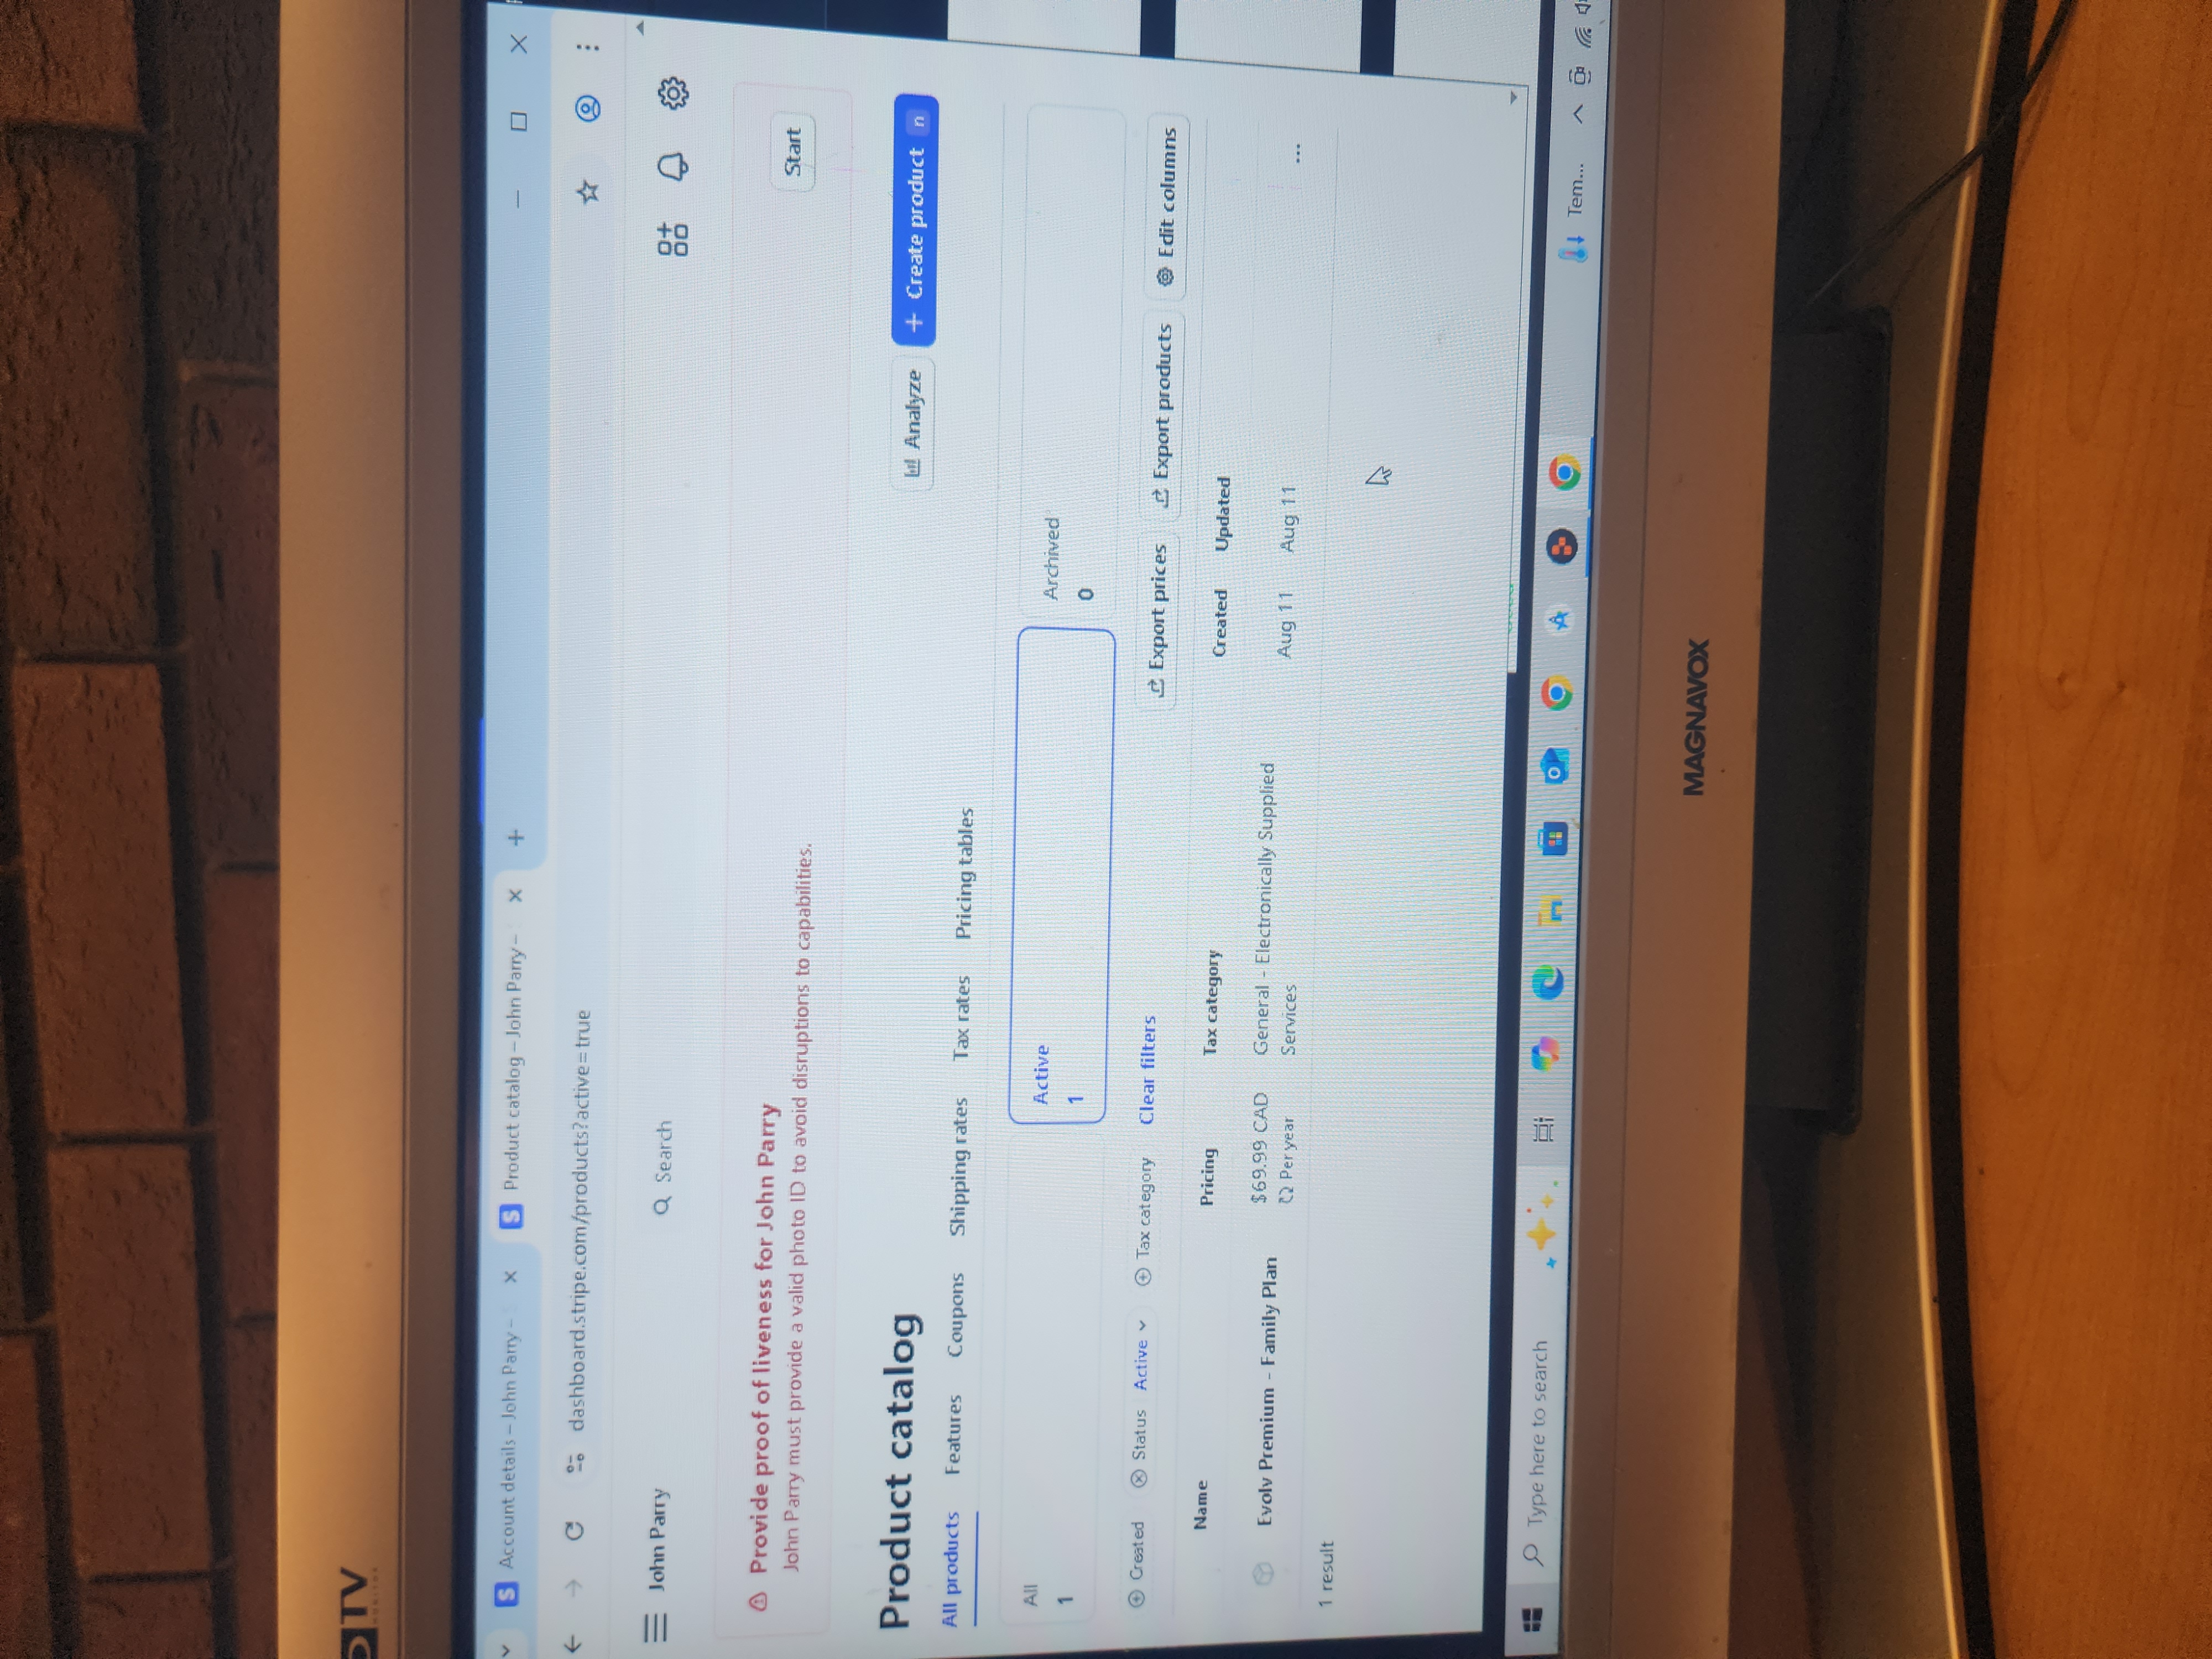 TV
Account details – John Parry –
Product catalog – John Parry –
dashboard.stripe.com/products?active=true
John Parry
Search
Provide proof of liveness for John Parry
John Parry must provide a valid photo ID to avoid disruptions to capabilities.
Start
Product catalog
Analyze
+ Create product n
All products Features Coupons Shipping rates Tax rates Pricing tables
All
1
Active
1
Archived
0
Created Status Active Tax category Clear filters
Export prices Export products Edit columns
Name Pricing Tax category Created Updated
Evolv Premium - Family Plan $69.99 CAD General - Electronically Supplied
Per year Services Aug 11 Aug 11 ...
1 result
Type here to search
Tem...
MAGNAVOX